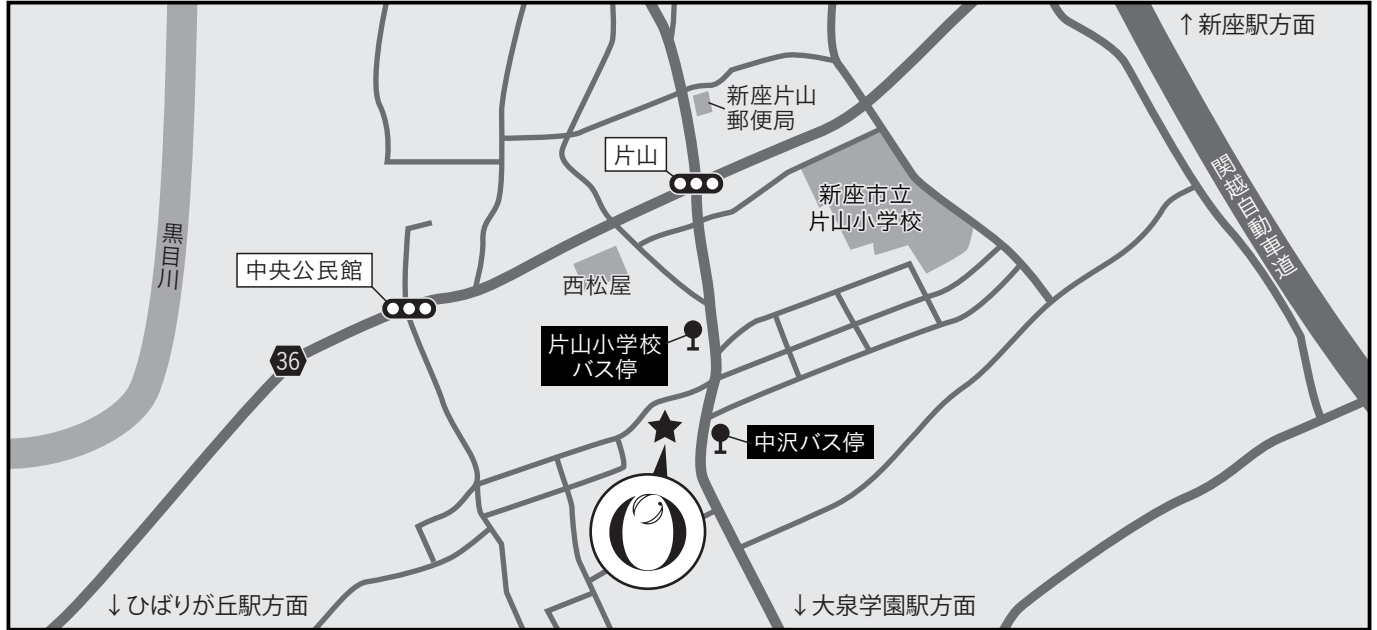 ↑新座駅方面
新座片山
郵便局
片山
新座市立
片山小学校
関越自動車道
黒目川
中央公民館
西松屋
片山小学校
バス停
36
中沢バス停
↓ひばりが丘駅方面
↓大泉学園駅方面